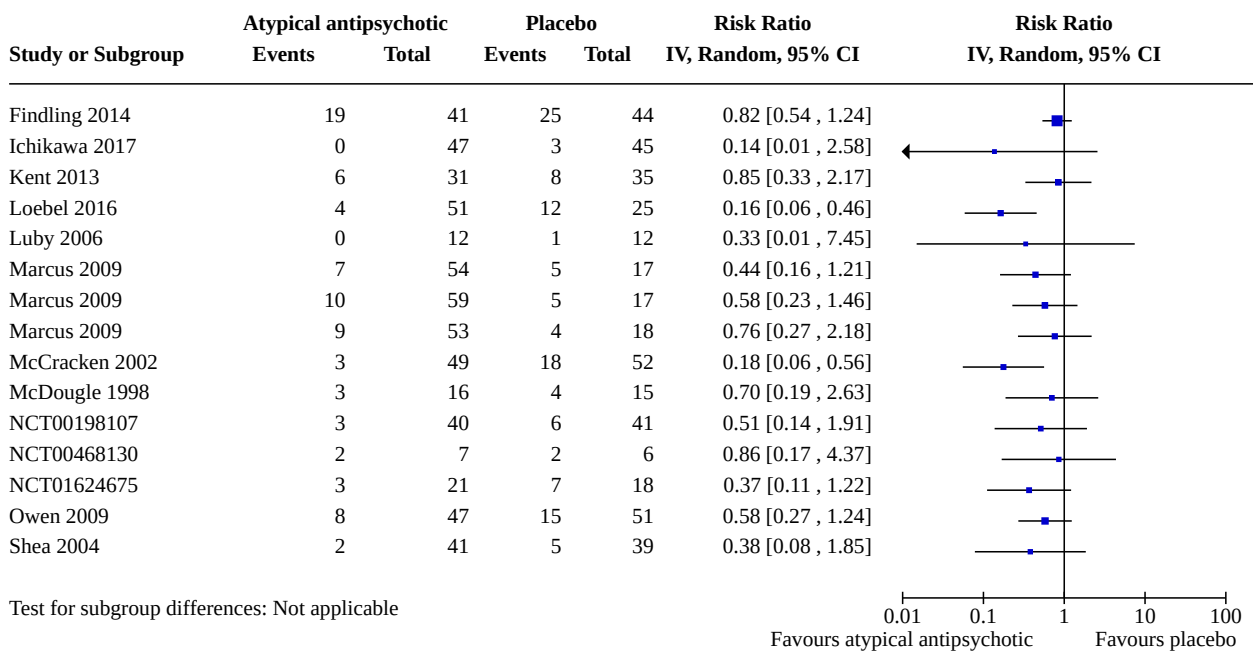 Atypical antipsychotic Placebo Risk Ratio Risk Ratio
Study or Subgroup Events Total Events Total IV, Random, 95% CI IV, Random, 95% CI
Findling 2014 19 41 25 44 0.82 [0.54 , 1.24]
Ichikawa 2017 0 47 3 45 0.14 [0.01 , 2.58]
Kent 2013 6 31 8 35 0.85 [0.33 , 2.17]
Loebel 2016 4 51 12 25 0.16 [0.06 , 0.46]
Luby 2006 0 12 1 12 0.33 [0.01 , 7.45]
Marcus 2009 7 54 5 17 0.44 [0.16 , 1.21]
Marcus 2009 10 59 5 17 0.58 [0.23 , 1.46]
Marcus 2009 9 53 4 18 0.76 [0.27 , 2.18]
McCracken 2002 3 49 18 52 0.18 [0.06 , 0.56]
McDougle 1998 3 16 4 15 0.70 [0.19 , 2.63]
NCT00198107 3 40 6 41 0.51 [0.14 , 1.91]
NCT00468130 2 7 2 6 0.86 [0.17 , 4.37]
NCT01624675 3 21 7 18 0.37 [0.11 , 1.22]
Owen 2009 8 47 15 51 0.58 [0.27 , 1.24]
Shea 2004 2 41 5 39 0.38 [0.08 , 1.85]
Test for subgroup differences: Not applicable
0.01 0.1 1 10 100
Favours atypical antipsychotic Favours placebo